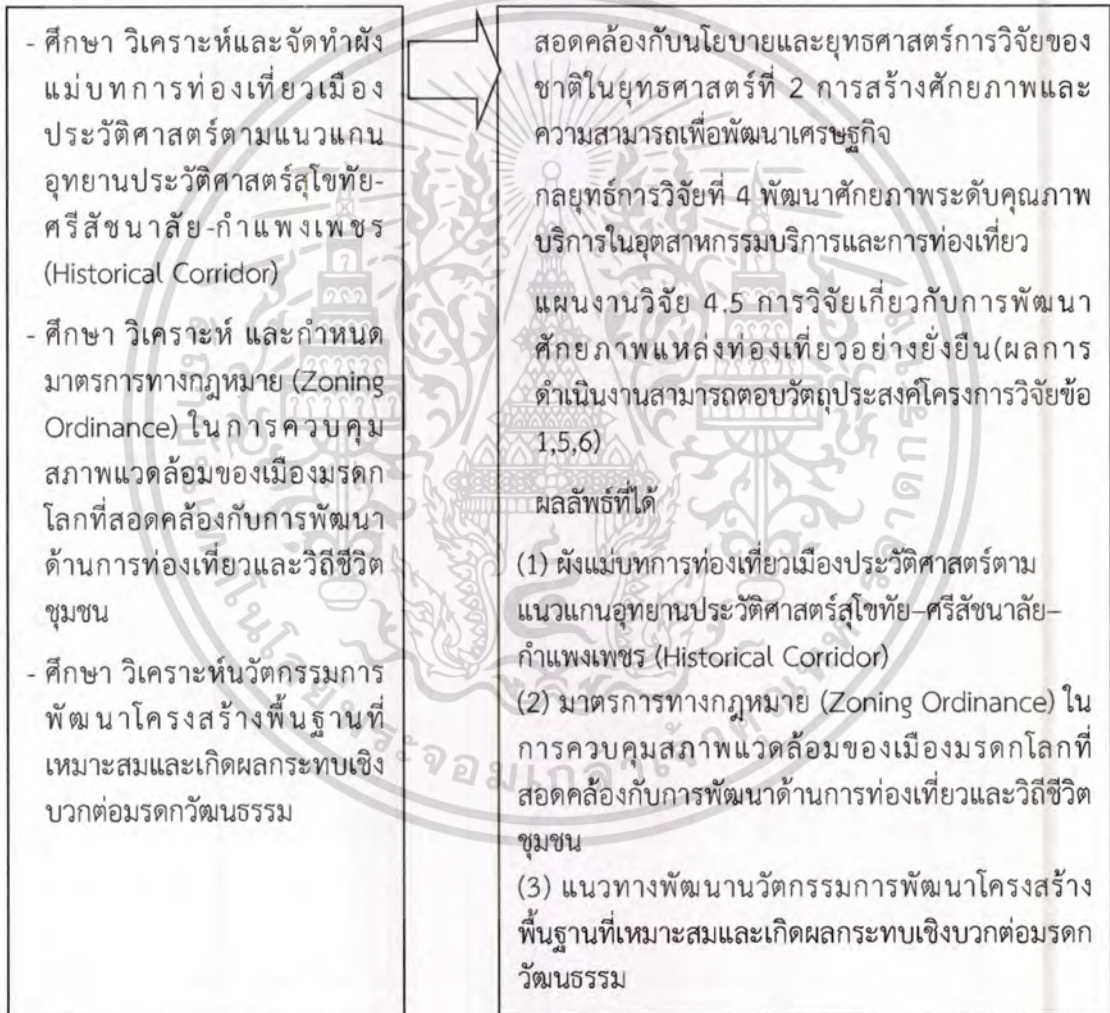 - ศึกษา วิเคราะห์และจัดทำผัง
แม่บทการท่องเที่ยวเมือง
ประวัติศาสตร์ตามแนวแกน
อุทยานประวัติศาสตร์สุโขทัย-
ศรีสัชนาลัย-กำแพงเพชร
(Historical Corridor)
- ศึกษา วิเคราะห์ และกำหนด
มาตรการทางกฎหมาย (Zoning
Ordinance) ในการควบคุม
สภาพแวดล้อมของเมืองมรดก
โลกที่สอดคล้องกับการพัฒนา
ด้านการท่องเที่ยวและวิถีชีวิต
ชุมชน
- ศึกษา วิเคราะห์นวัตกรรมการ
พัฒนาโครงสร้างพื้นฐานที่
เหมาะสมและเกิดผลกระทบเชิง
บวกต่อมรดกวัฒนธรรม
สอดคล้องกับนโยบายและยุทธศาสตร์การวิจัยของ
ชาติในยุทธศาสตร์ที่ 2 การสร้างศักยภาพและ
ความสามารถเพื่อพัฒนาเศรษฐกิจ
กลยุทธ์การวิจัยที่ 4 พัฒนาศักยภาพระดับคุณภาพ
บริการในอุตสาหกรรมบริการและการท่องเที่ยว
แผนงานวิจัย 4.5 การวิจัยเกี่ยวกับการพัฒนา
ศักยภาพแหล่งท่องเที่ยวอย่างยั่งยืน(ผลการ
ดำเนินงานสามารถตอบวัตถุประสงค์โครงการวิจัยข้อ
1,5,6)
ผลลัพธ์ที่ได้
(1) ผังแม่บทการท่องเที่ยวเมืองประวัติศาสตร์ตาม
แนวแกนอุทยานประวัติศาสตร์สุโขทัย–ศรีสัชนาลัย–
กำแพงเพชร (Historical Corridor)
(2) มาตรการทางกฎหมาย (Zoning Ordinance) ใน
การควบคุมสภาพแวดล้อมของเมืองมรดกโลกที่
สอดคล้องกับการพัฒนาด้านการท่องเที่ยวและวิถีชีวิต
ชุมชน
(3) แนวทางพัฒนานวัตกรรมการพัฒนาโครงสร้าง
พื้นฐานที่เหมาะสมและเกิดผลกระทบเชิงบวกต่อมรดก
วัฒนธรรม